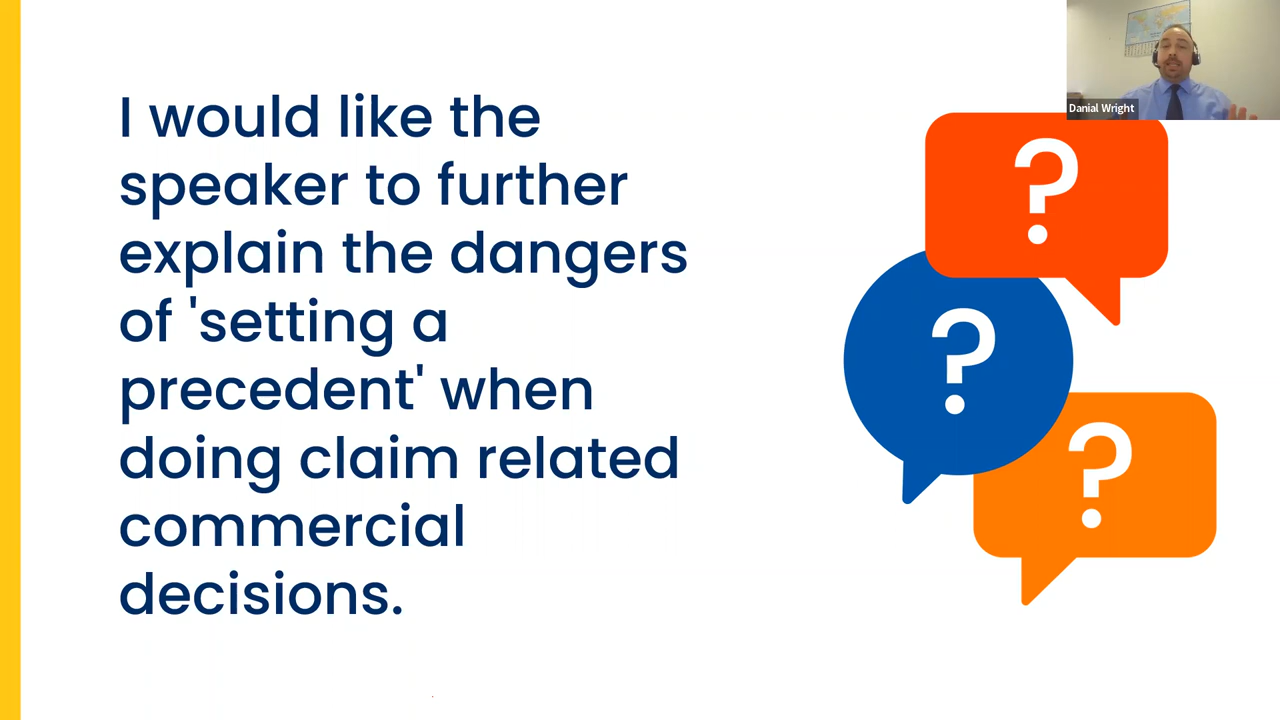 I would like the
speaker to further
explain the dangers
of 'setting a
precedent' when
doing claim related
commercial
decisions.
Danial Wright
?
?
?